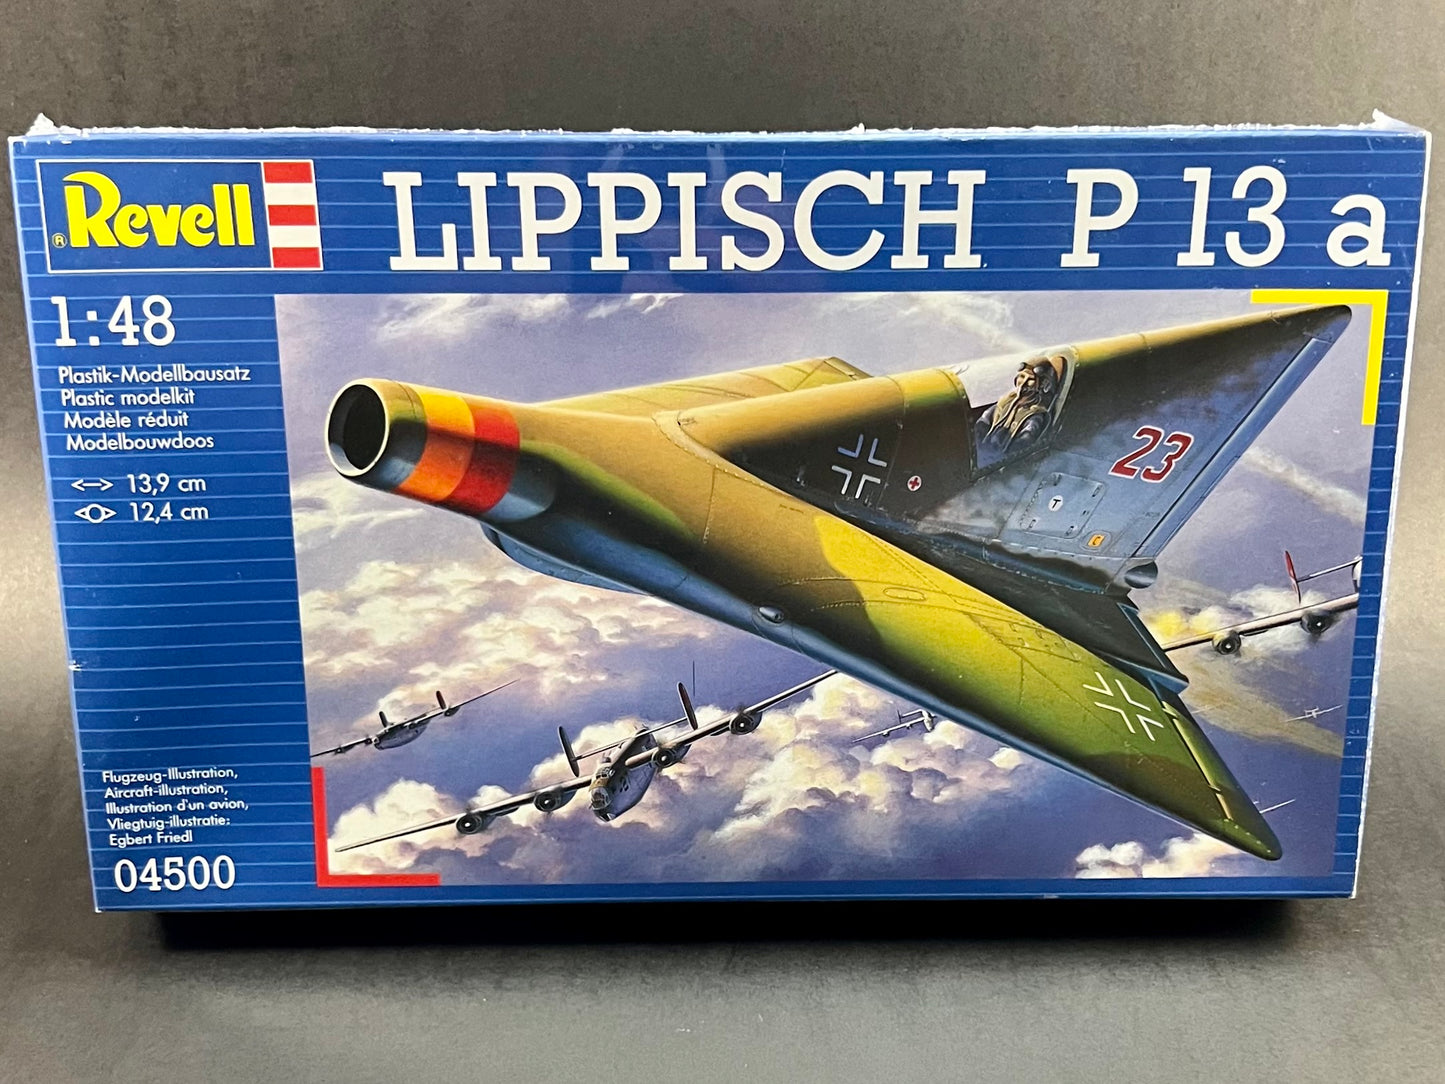 ® Revell
LIPPISCH P 13 a
1:48
Plastik-Modellbausatz
Plastic modelkit
Modèle réduit
Modelbouwdoos
13,9 cm
12,4 cm
23
T
C
Flugzeug-Illustration,
Aircraft-illustration,
Illustration d'un avion,
Vliegtuig-illustratie:
Egbert Friedl
04500